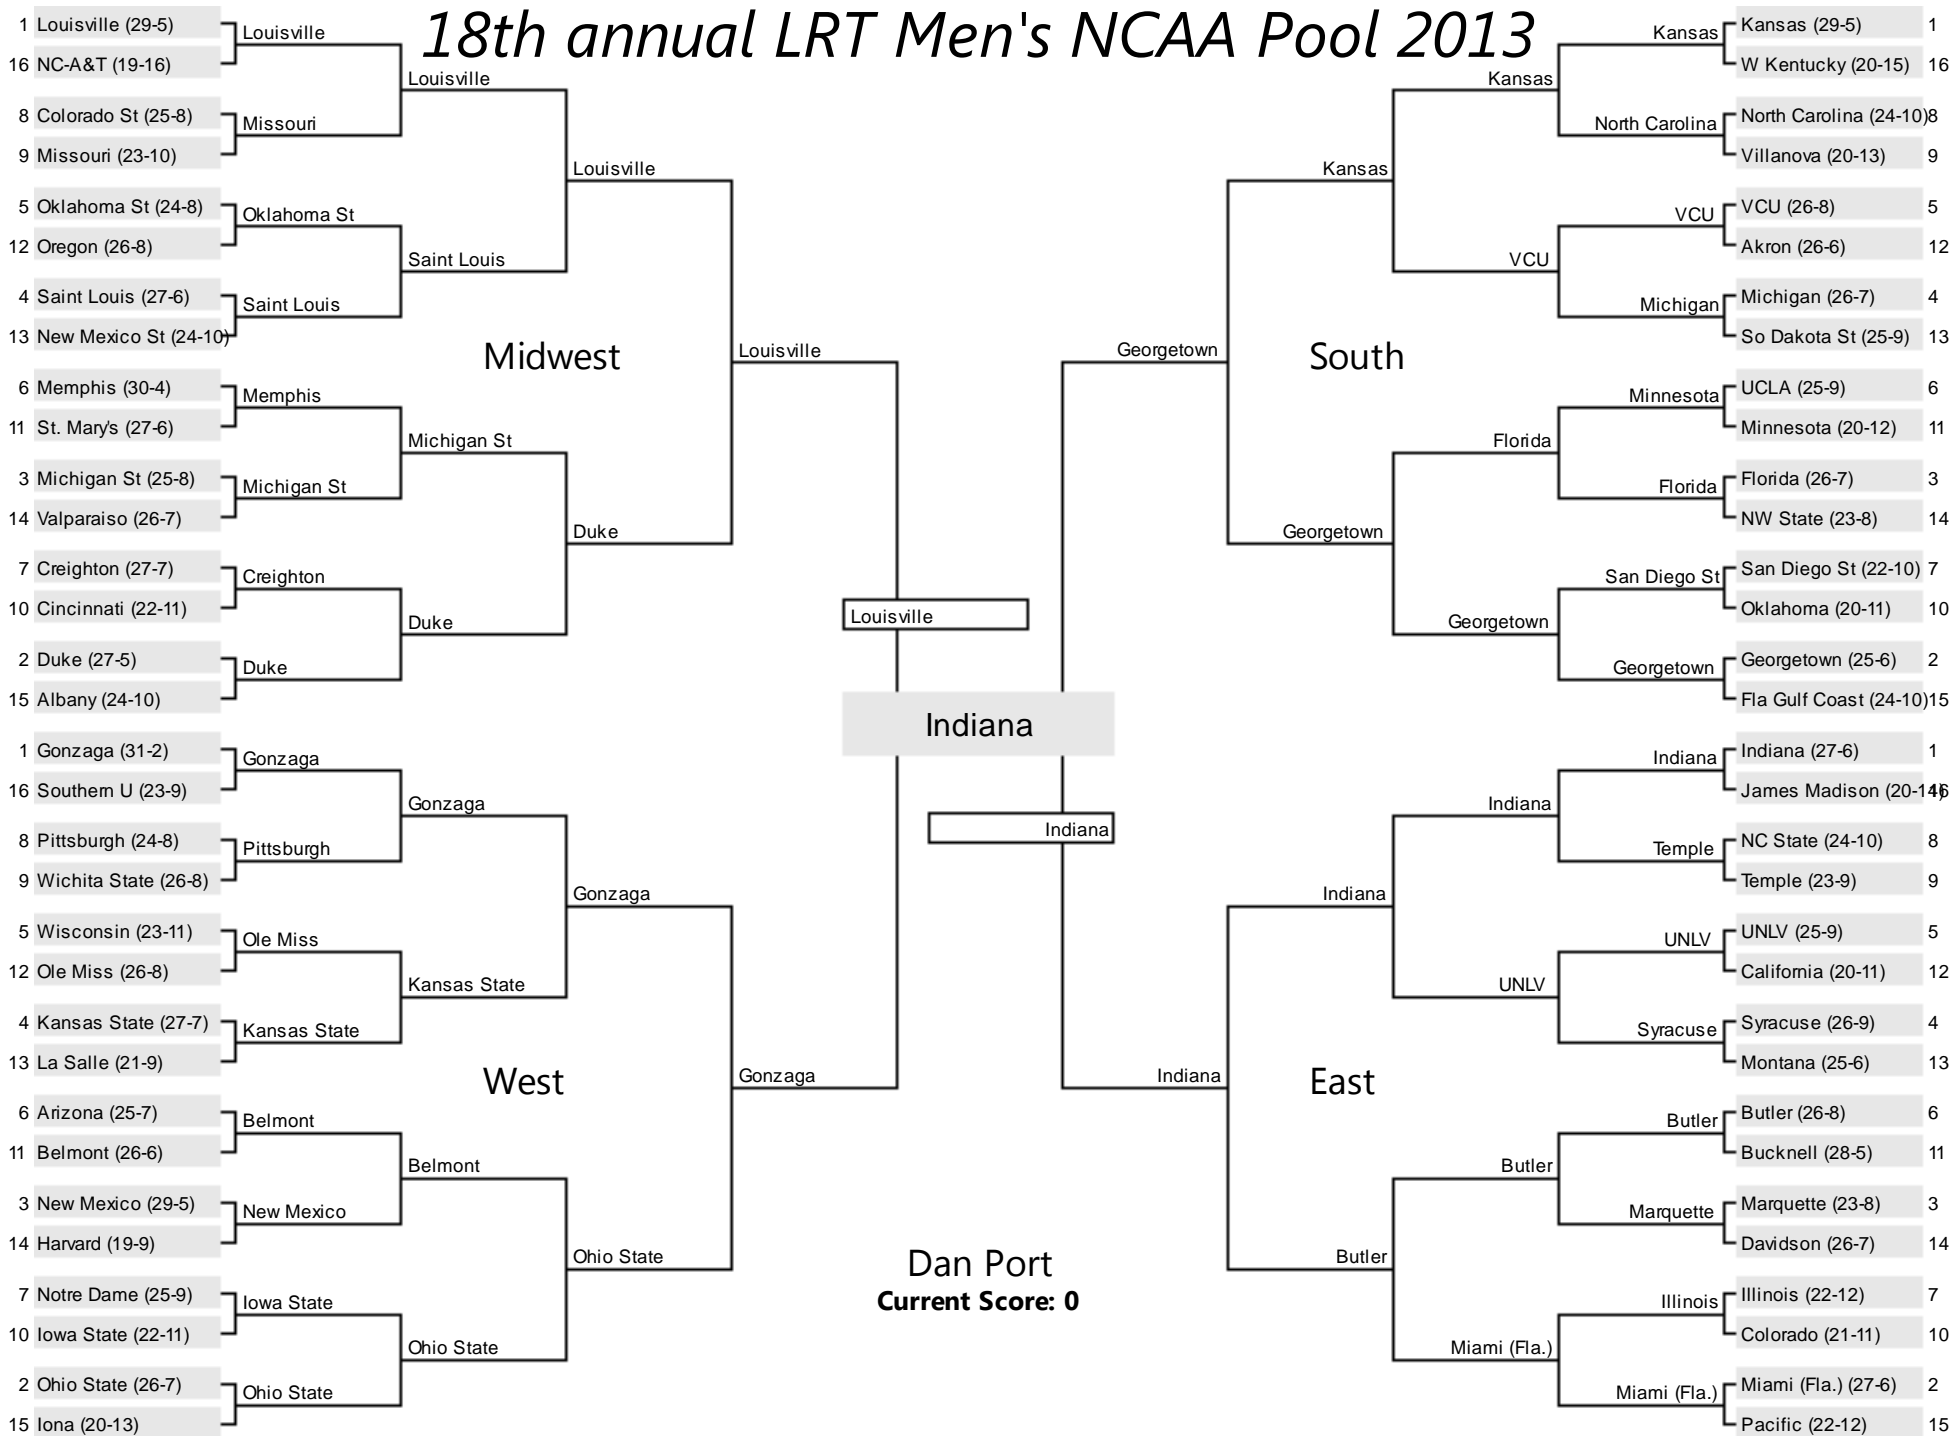 18th annual LRT Men's NCAA Pool 2013
1 Louisville (29-5)
16 NC-A&T (19-16)
8 Colorado St (25-8)
9 Missouri (23-10)
5 Oklahoma St (24-8)
12 Oregon (26-8)
4 Saint Louis (27-6)
13 New Mexico St (24-10)
6 Memphis (30-4)
11 St. Mary's (27-6)
3 Michigan St (25-8)
14 Valparaiso (26-7)
7 Creighton (27-7)
10 Cincinnati (22-11)
2 Duke (27-5)
15 Albany (24-10)
Louisville
Missouri
Oklahoma St
Saint Louis
Memphis
Michigan St
Creighton
Duke
Louisville
Saint Louis
Michigan St
Duke
Louisville
Duke
Midwest
Louisville
1 Gonzaga (31-2)
16 Southern U (23-9)
8 Pittsburgh (24-8)
9 Wichita State (26-8)
5 Wisconsin (23-11)
12 Ole Miss (26-8)
4 Kansas State (27-7)
13 La Salle (21-9)
6 Arizona (25-7)
11 Belmont (26-6)
3 New Mexico (29-5)
14 Harvard (19-9)
7 Notre Dame (25-9)
10 Iowa State (22-11)
2 Ohio State (26-7)
15 Iona (20-13)
Gonzaga
Pittsburgh
Ole Miss
Kansas State
Belmont
New Mexico
Iowa State
Ohio State
Gonzaga
Kansas State
Belmont
Ohio State
Gonzaga
Ohio State
West
Gonzaga
Louisville
Indiana
Indiana
Dan Port
Current Score: 0
Kansas (29-5) 1
W Kentucky (20-15) 16
North Carolina (24-10) 8
Villanova (20-13) 9
VCU (26-8) 5
Akron (26-6) 12
Michigan (26-7) 4
So Dakota St (25-9) 13
UCLA (25-9) 6
Minnesota (20-12) 11
Florida (26-7) 3
NW State (23-8) 14
San Diego St (22-10) 7
Oklahoma (20-11) 10
Georgetown (25-6) 2
Fla Gulf Coast (24-10) 15
Kansas
North Carolina
VCU
Michigan
Minnesota
Florida
San Diego St
Georgetown
Kansas
VCU
Florida
Georgetown
Kansas
Georgetown
South
Georgetown
Indiana (27-6) 1
James Madison (20-14) 16
NC State (24-10) 8
Temple (23-9) 9
UNLV (25-9) 5
California (20-11) 12
Syracuse (26-9) 4
Montana (25-6) 13
Butler (26-8) 6
Bucknell (28-5) 11
Marquette (23-8) 3
Davidson (26-7) 14
Illinois (22-12) 7
Colorado (21-11) 10
Miami (Fla.) (27-6) 2
Pacific (22-12) 15
Indiana
Temple
UNLV
Syracuse
Butler
Marquette
Illinois
Miami (Fla.)
Indiana
UNLV
Butler
Miami (Fla.)
Indiana
Butler
East
Indiana